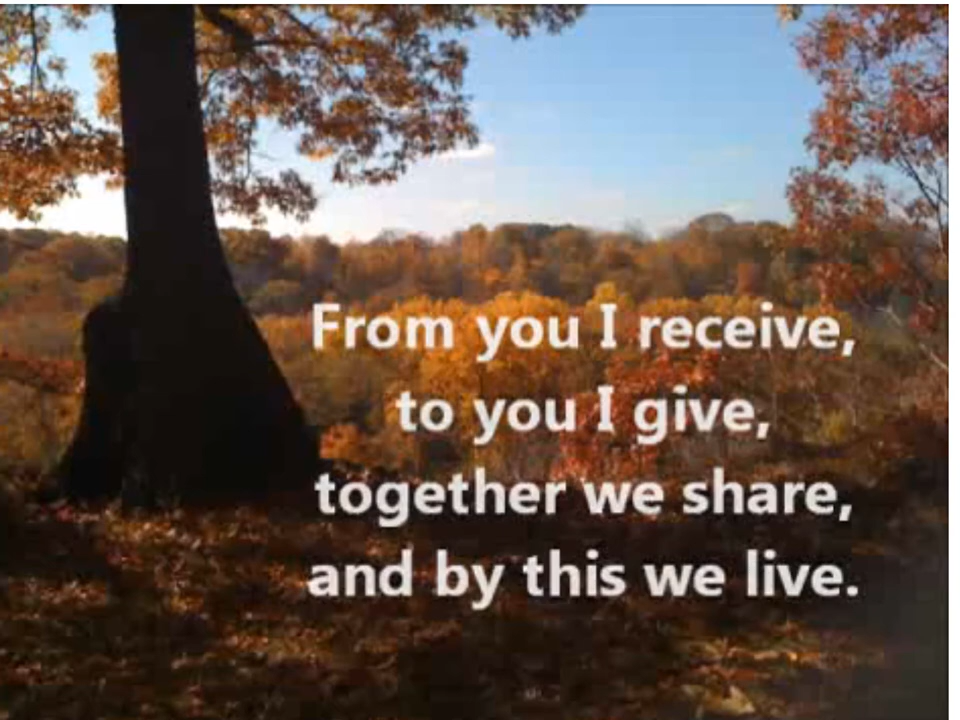 From you I receive,
to you I give,
together we share,
and by this we live.